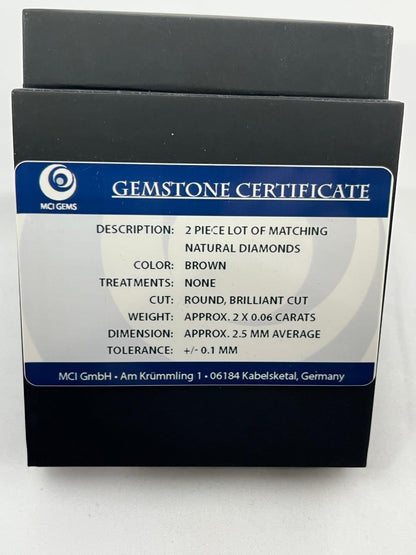 MCI GEMS
GEMSTONE CERTIFICATE
DESCRIPTION: 2 PIECE LOT OF MATCHING
NATURAL DIAMONDS
COLOR: BROWN
TREATMENTS: NONE
CUT: ROUND, BRILLIANT CUT
WEIGHT: APPROX. 2 X 0.06 CARATS
DIMENSION: APPROX. 2.5 MM AVERAGE
TOLERANCE: +/- 0.1 MM
MCI GmbH • Am Krümmling 1 • 06184 Kabelsketal, Germany